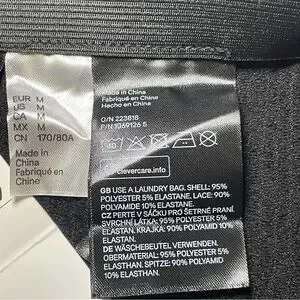 EUR M
US M
CA M
MX M
CN 170/80A
Made in
China
Fabriqué en
Chine
Made in China
Fabriqué en Chine
Hecho en China
O/N 223818
P/N 1069126 S
clevercare.info
GB USE A LAUNDRY BAG. SHELL: 95%
POLYESTER 5% ELASTANE. LACE: 90%
POLYAMIDE 10% ELASTANE.
CZ PERTE V SÁČKU PRO ŠETRNÉ PRANÍ.
SVRCHNÍ LÁTKA: 95% POLYESTER 5%
ELASTAN. KRAJKA: 90% POLYAMID 10%
ELASTAN.
DE WÄSCHEBEUTEL VERWENDEN.
OBERMATERIAL: 95% POLYESTER 5%
ELASTHAN. SPITZE: 90% POLYAMID
10% ELASTHAN.